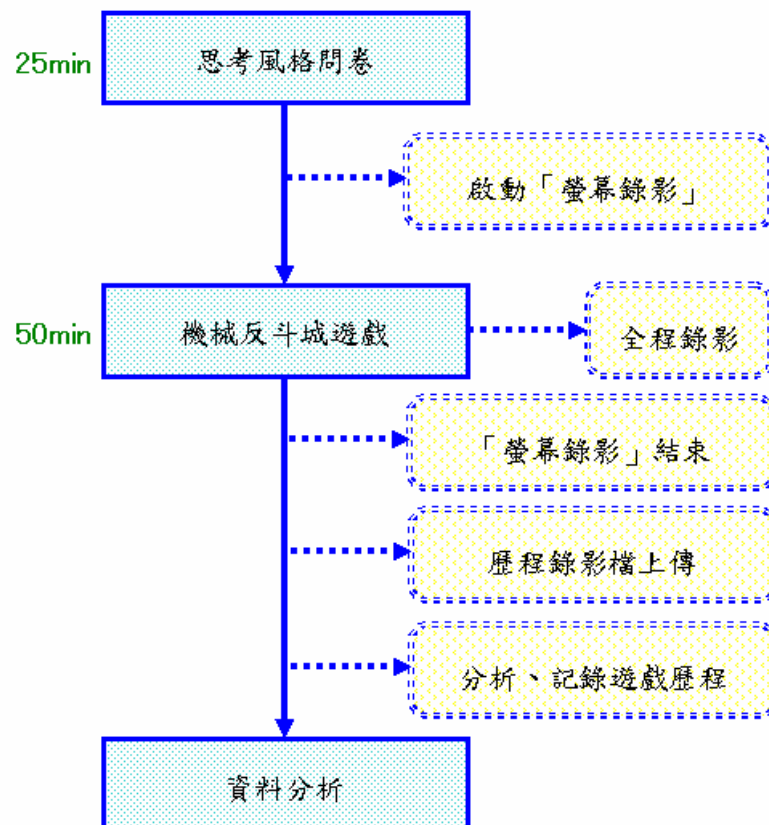 25min
思考風格問卷
啟動「螢幕錄影」
50min
機械反斗城遊戲
全程錄影
「螢幕錄影」結束
歷程錄影檔上傳
分析、記錄遊戲歷程
資料分析